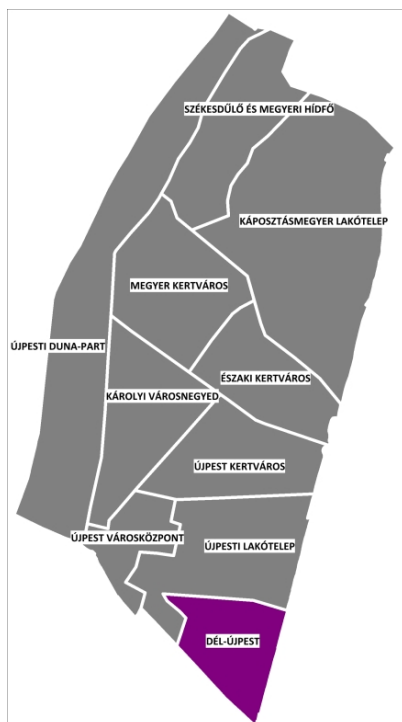 SZÉKESDŰLŐ ÉS MEGYERI HÍDFŐ
KÁPOSZTÁSMEGYER LAKÓTELEP
MEGYER KERTVÁROS
ÚJPESTI DUNA-PART
ÉSZAKI KERTVÁROS
KÁROLYI VÁROSNEGYED
ÚJPEST KERTVÁROS
ÚJPEST VÁROSKÖZPONT
ÚJPESTI LAKÓTELEP
DÉL-ÚJPEST